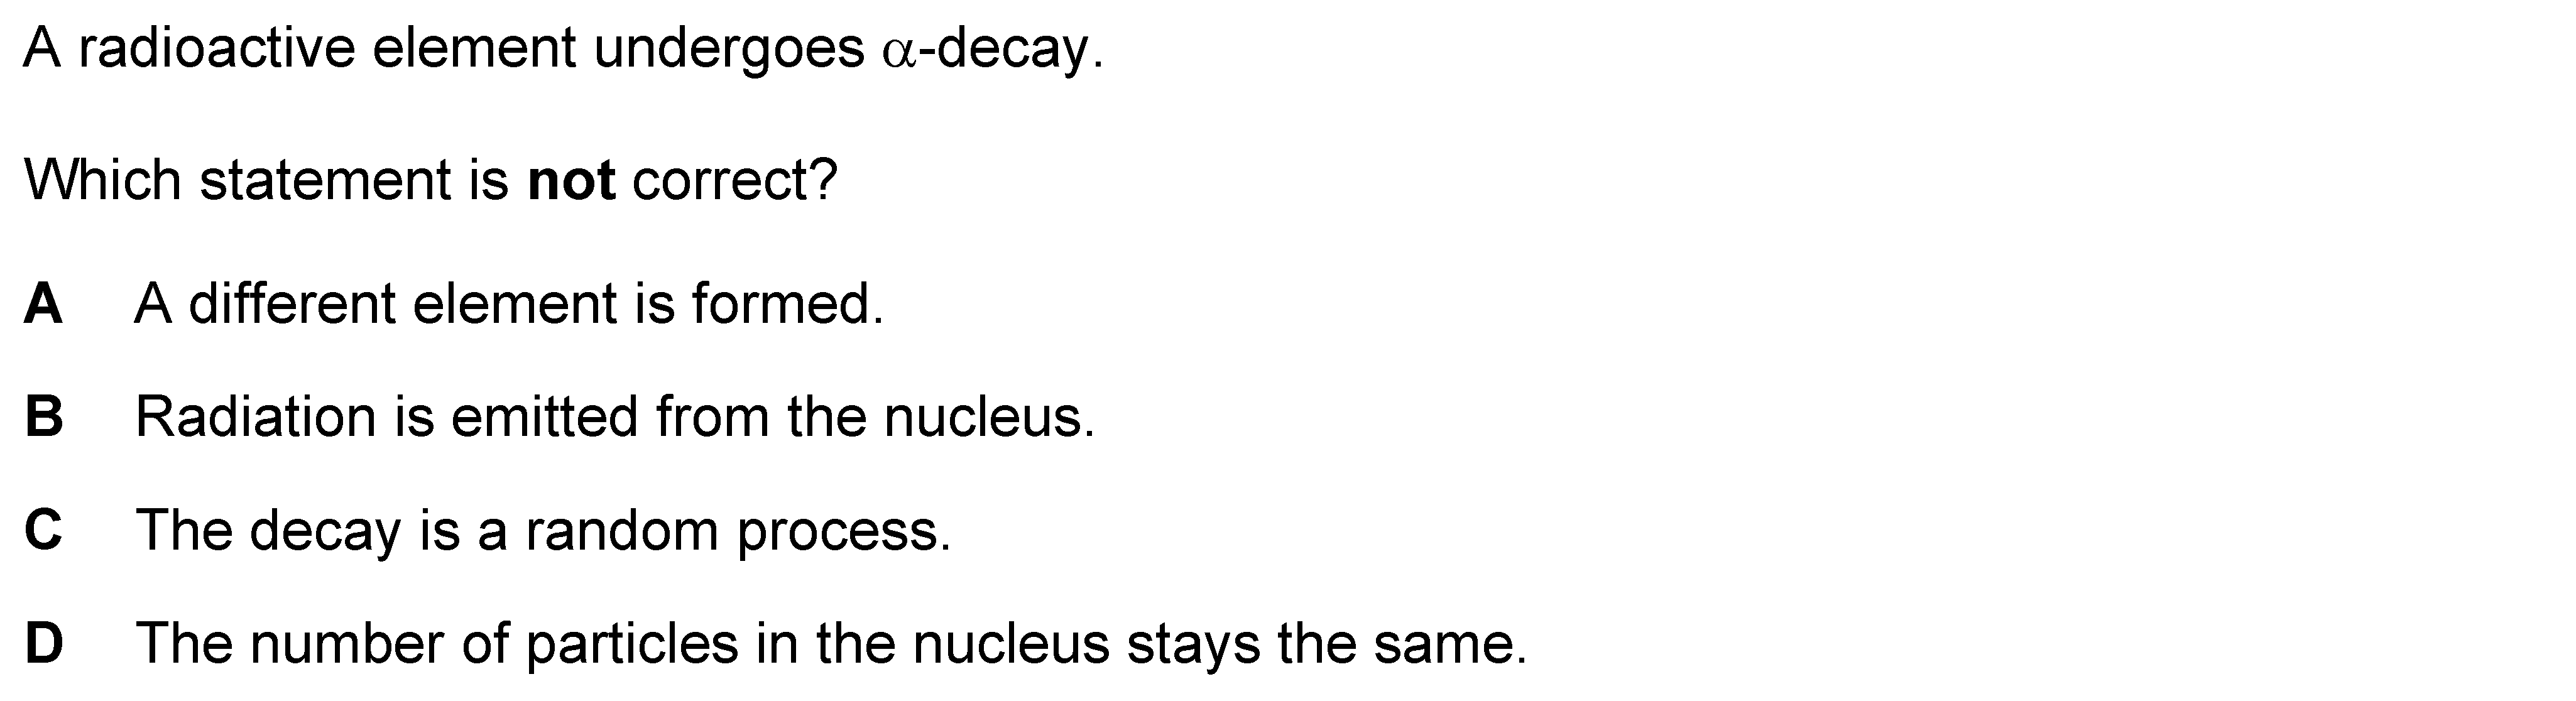 A radioactive element undergoes α-decay.
Which statement is not correct?
A A different element is formed.
B Radiation is emitted from the nucleus.
C The decay is a random process.
D The number of particles in the nucleus stays the same.